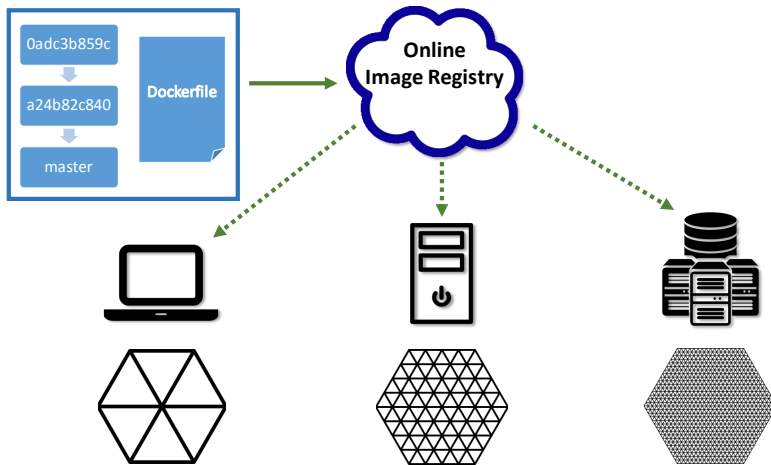 0adc3b859c
a24b82c840
master
Dockerfile
Online
Image Registry